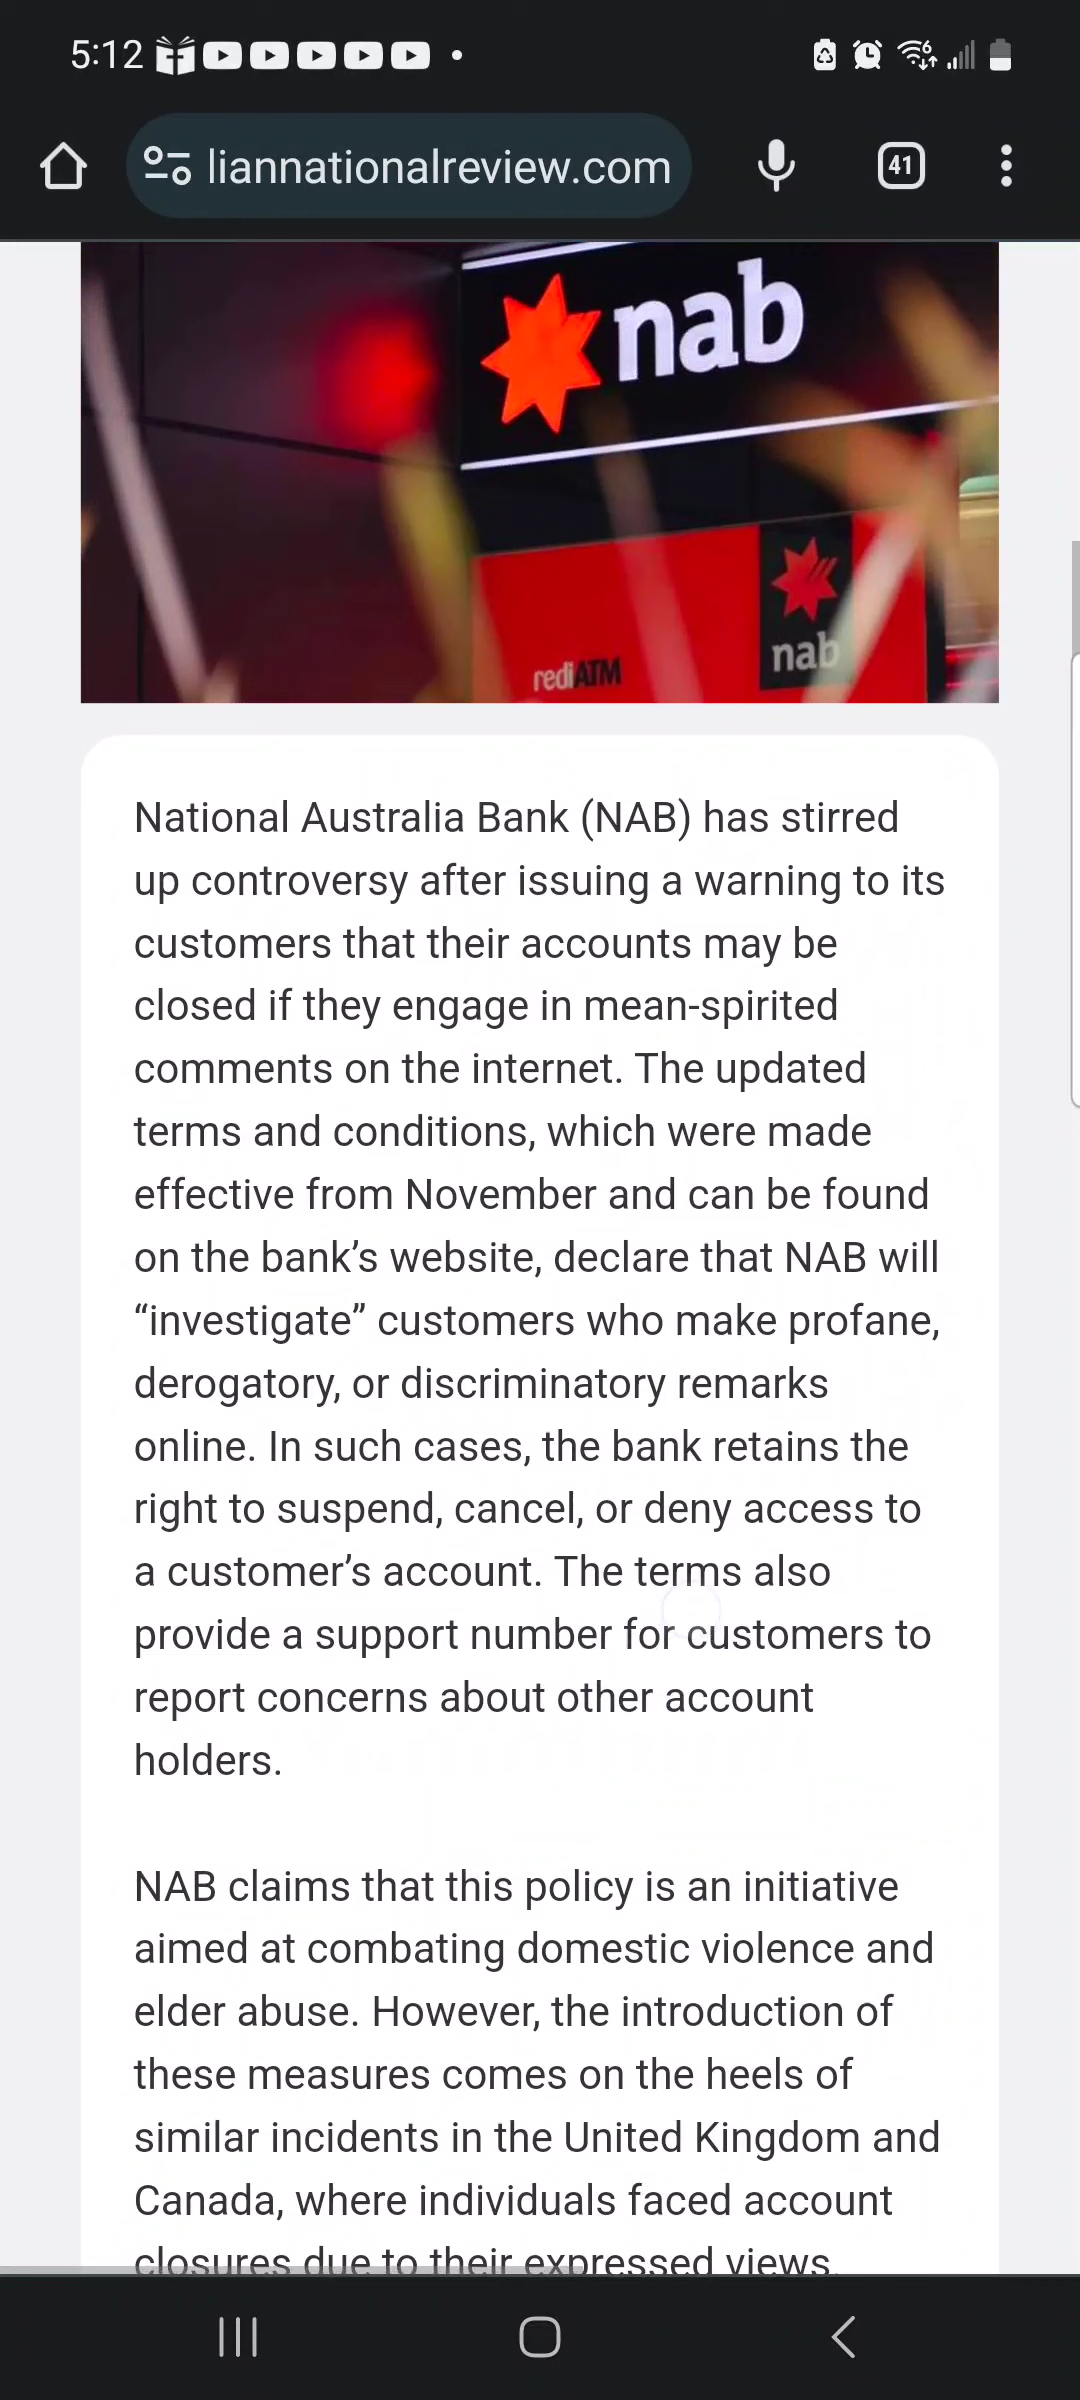 5:12
liannationalreview.com
41
nab
nab
rediATM
National Australia Bank (NAB) has stirred
up controversy after issuing a warning to its
customers that their accounts may be
closed if they engage in mean-spirited
comments on the internet. The updated
terms and conditions, which were made
effective from November and can be found
on the bank’s website, declare that NAB will
“investigate” customers who make profane,
derogatory, or discriminatory remarks
online. In such cases, the bank retains the
right to suspend, cancel, or deny access to
a customer’s account. The terms also
provide a support number for customers to
report concerns about other account
holders.
NAB claims that this policy is an initiative
aimed at combating domestic violence and
elder abuse. However, the introduction of
these measures comes on the heels of
similar incidents in the United Kingdom and
Canada, where individuals faced account
closures due to their expressed views.